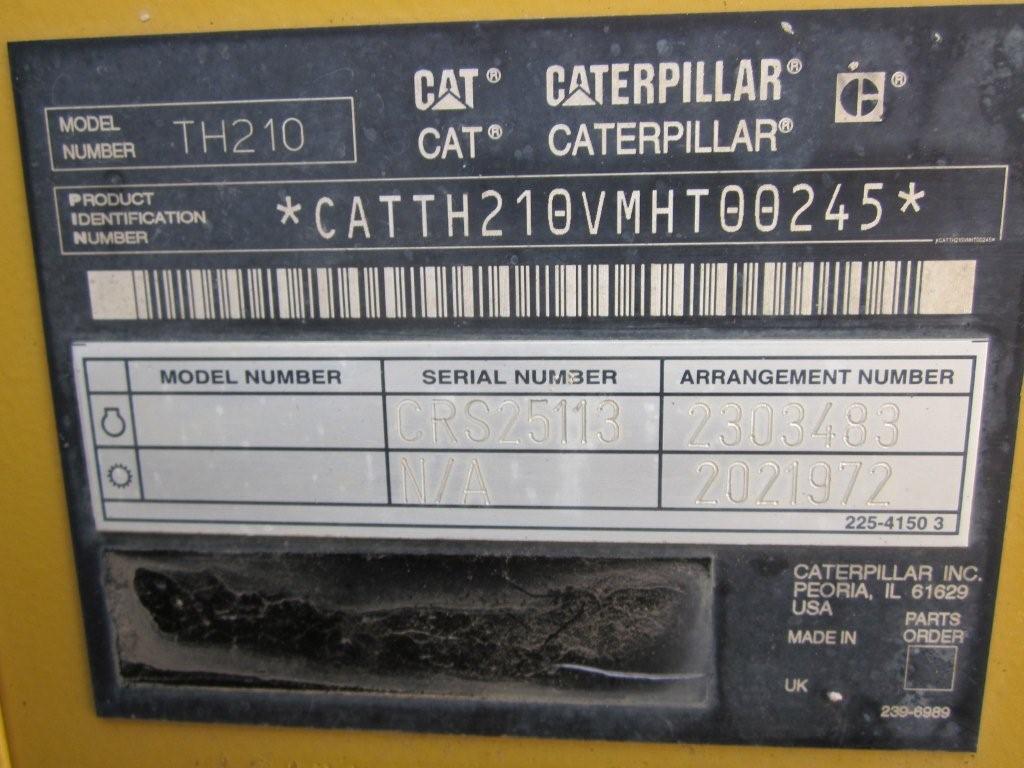 CAT® CATERPILLAR® C®
CAT® CATERPILLAR®
MODEL
NUMBER TH210
PRODUCT
IDENTIFICATION
NUMBER
*CATTH210VMHT00245*
*CATTH210VMHT00245*
MODEL NUMBER SERIAL NUMBER ARRANGEMENT NUMBER
CRS25113 2303483
N/A 2021972
225-4150 3
CATERPILLAR INC.
PEORIA, IL 61629
USA
MADE IN
UK
PARTS
ORDER
239-6989